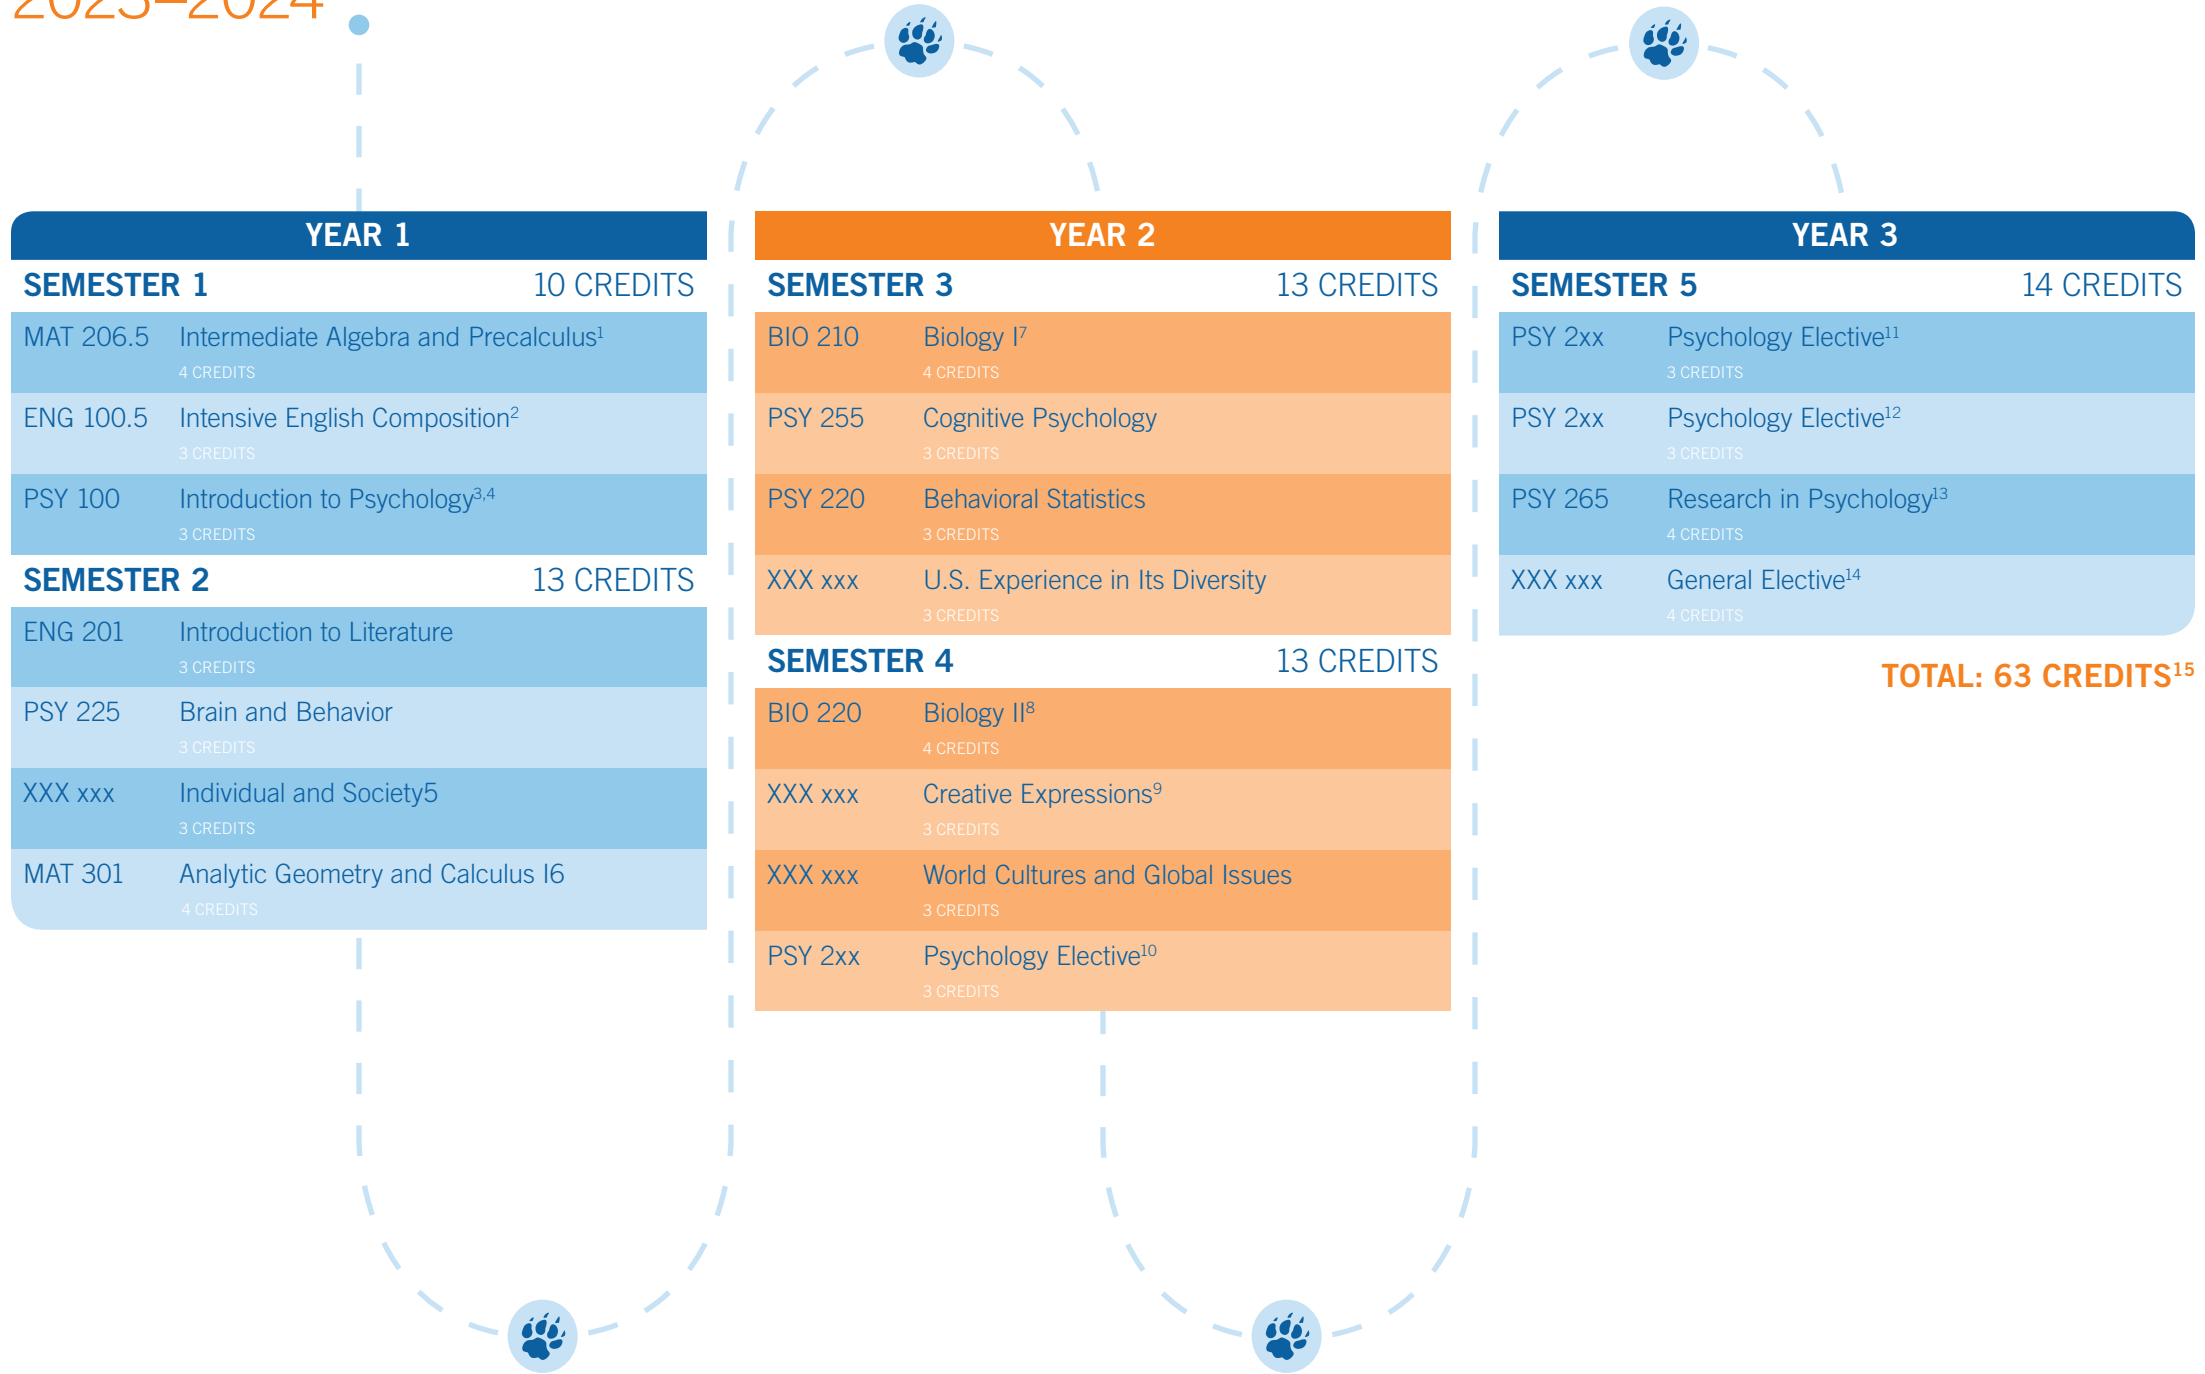 2023–2024
YEAR 1
SEMESTER 1 10 CREDITS
MAT 206.5 Intermediate Algebra and Precalculus¹
4 CREDITS
ENG 100.5 Intensive English Composition²
3 CREDITS
PSY 100 Introduction to Psychology³,⁴
3 CREDITS
SEMESTER 2 13 CREDITS
ENG 201 Introduction to Literature
3 CREDITS
PSY 225 Brain and Behavior
3 CREDITS
XXX xxx Individual and Society5
3 CREDITS
MAT 301 Analytic Geometry and Calculus I6
4 CREDITS
YEAR 2
SEMESTER 3 13 CREDITS
BIO 210 Biology I⁷
4 CREDITS
PSY 255 Cognitive Psychology
3 CREDITS
PSY 220 Behavioral Statistics
3 CREDITS
XXX xxx U.S. Experience in Its Diversity
3 CREDITS
SEMESTER 4 13 CREDITS
BIO 220 Biology II⁸
4 CREDITS
XXX xxx Creative Expressions⁹
3 CREDITS
XXX xxx World Cultures and Global Issues
3 CREDITS
PSY 2xx Psychology Elective¹⁰
3 CREDITS
YEAR 3
SEMESTER 5 14 CREDITS
PSY 2xx Psychology Elective¹¹
3 CREDITS
PSY 2xx Psychology Elective¹²
3 CREDITS
PSY 265 Research in Psychology¹³
4 CREDITS
XXX xxx General Elective¹⁴
4 CREDITS
TOTAL: 63 CREDITS¹⁵